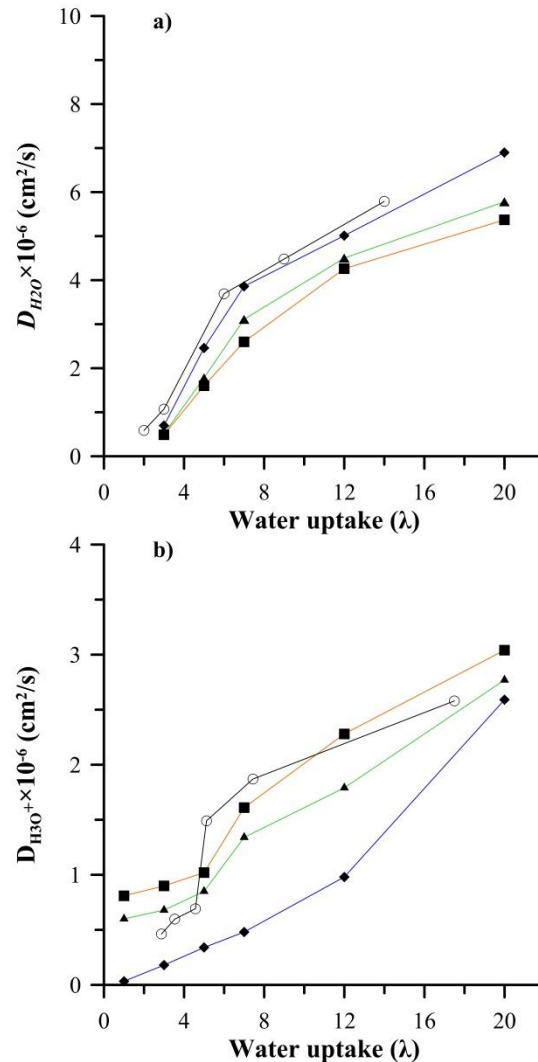 a)
10
8
6
4
2
0
D_H2O×10⁻⁶ (cm²/s)
0 4 8 12 16 20
Water uptake (λ)
b)
4
3
2
1
0
D_H3O⁺×10⁻⁶ (cm²/s)
0 4 8 12 16 20
Water uptake (λ)